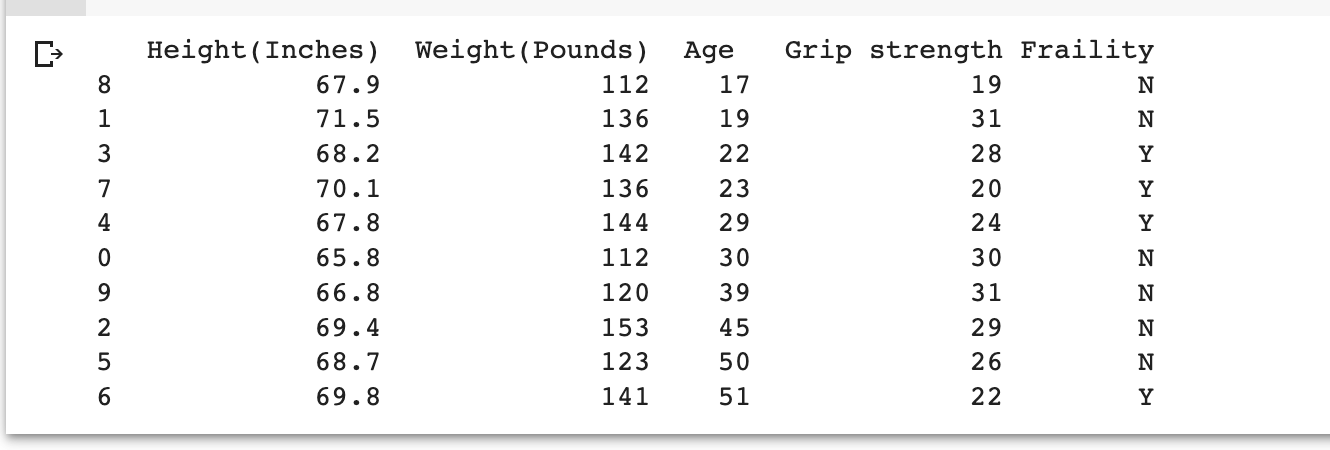 Height(Inches) Weight(Pounds) Age Grip strength Fraility
8 67.9 112 17 19 N
1 71.5 136 19 31 N
3 68.2 142 22 28 Y
7 70.1 136 23 20 Y
4 67.8 144 29 24 Y
0 65.8 112 30 30 N
9 66.8 120 39 31 N
2 69.4 153 45 29 N
5 68.7 123 50 26 N
6 69.8 141 51 22 Y